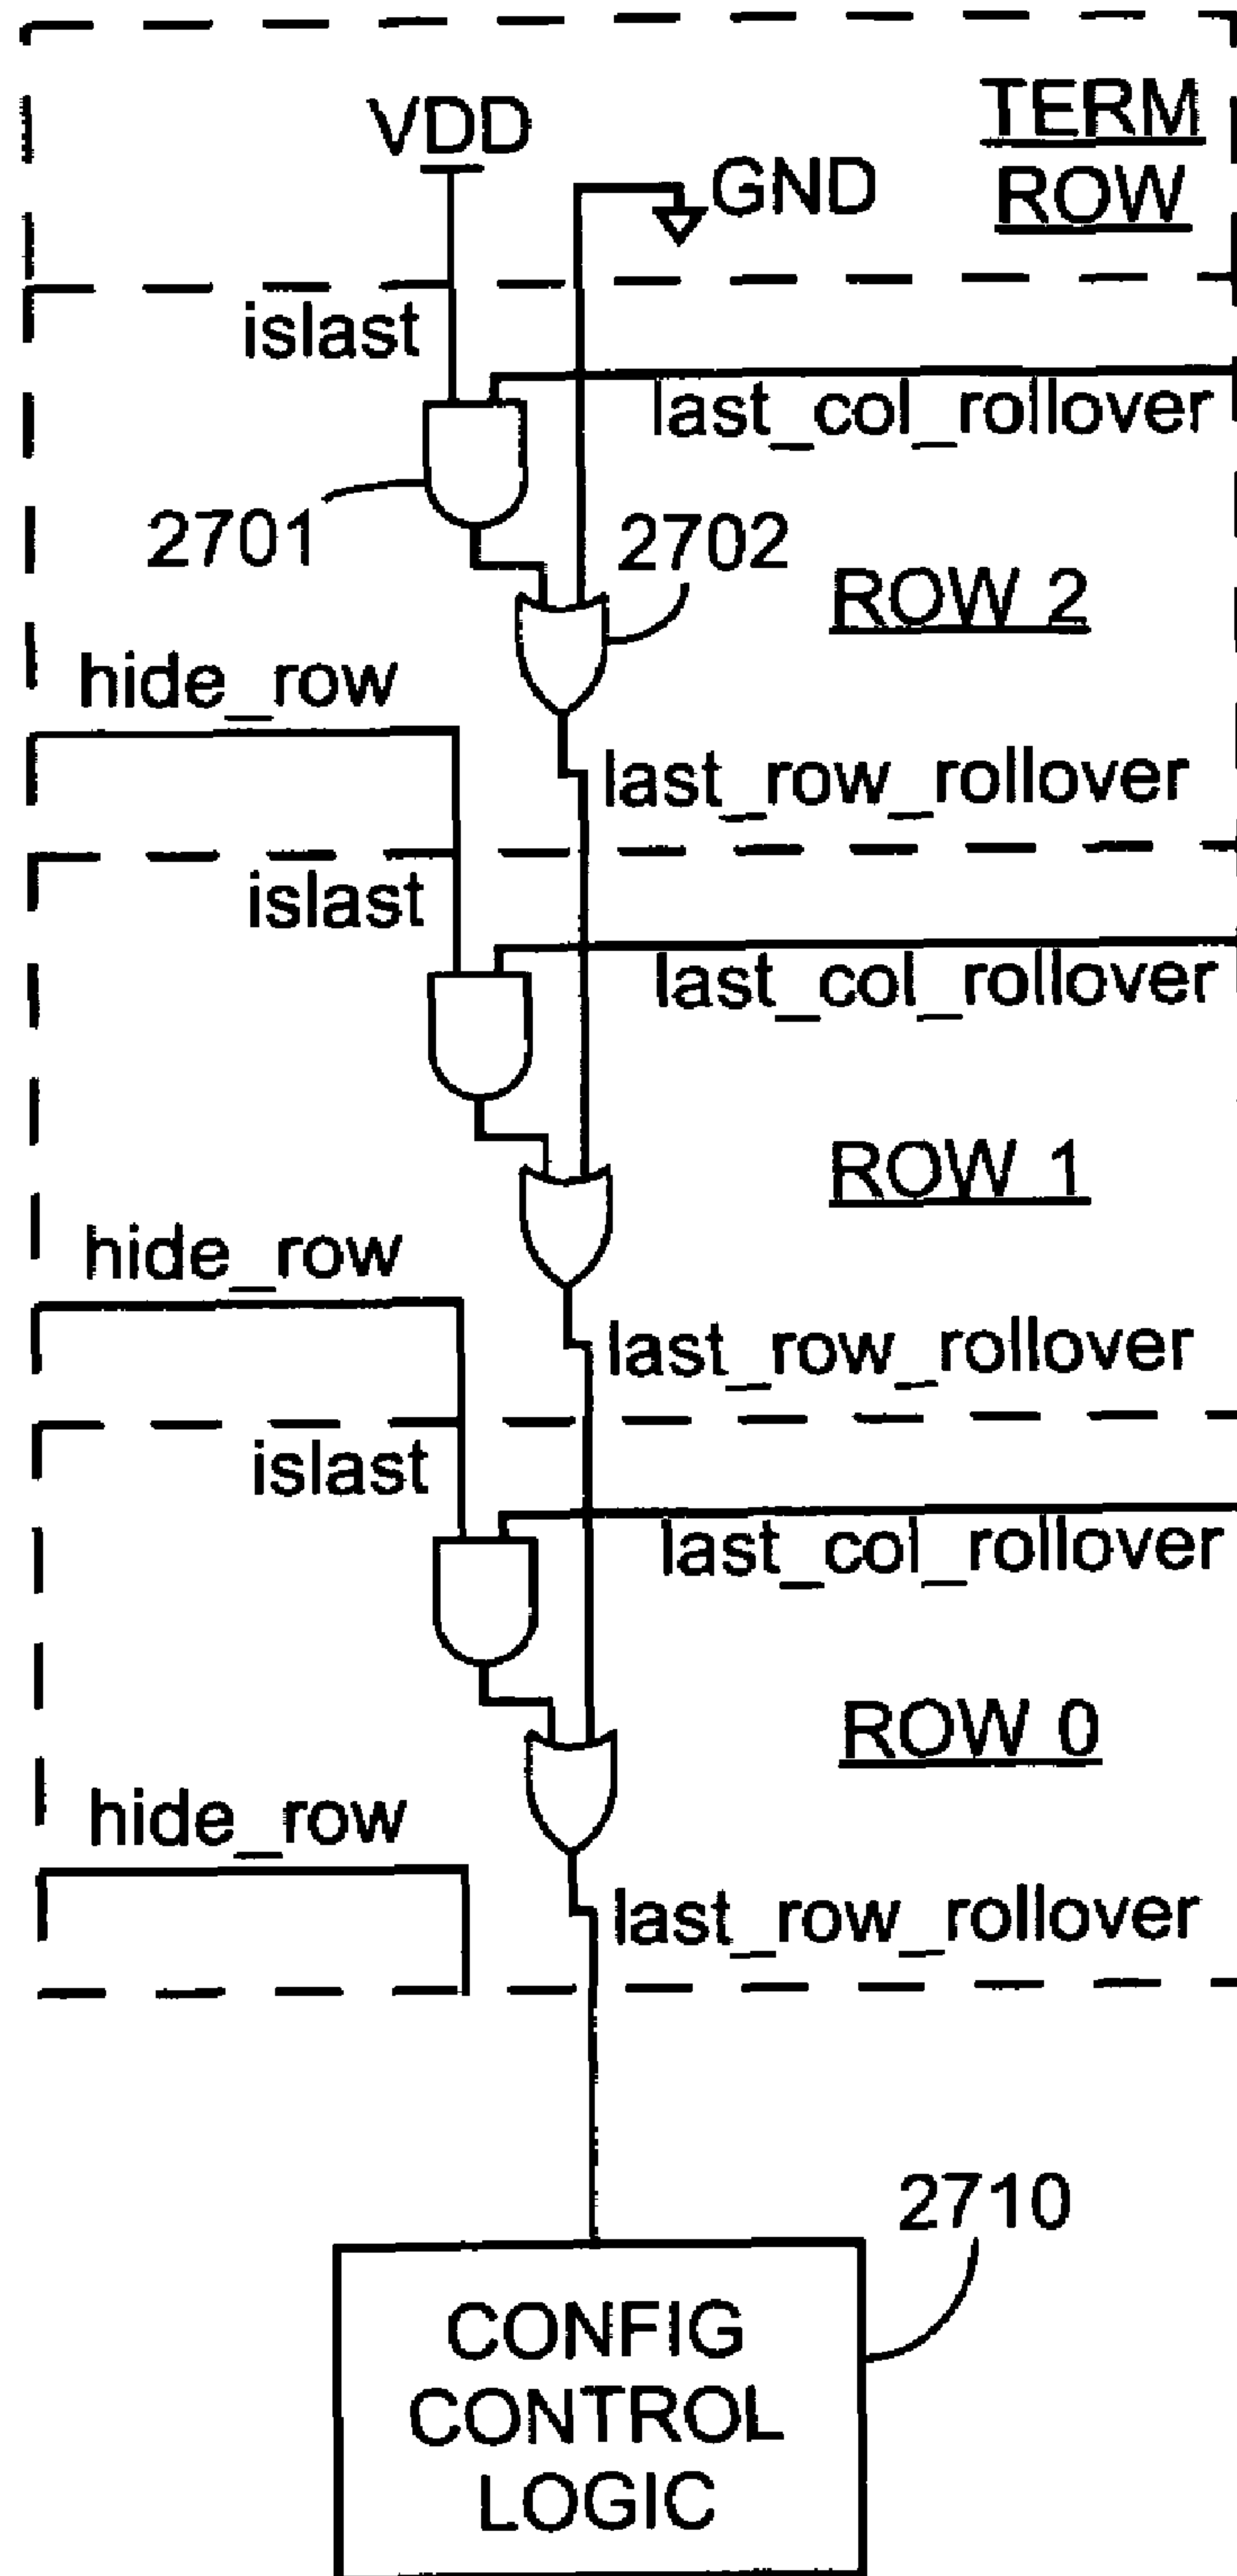 VDD
GND
TERM
ROW
islast
last_col_rollover
2701
2702
ROW 2
hide_row
last_row_rollover
islast
last_col_rollover
ROW 1
hide_row
last_row_rollover
islast
last_col_rollover
ROW 0
hide_row
last_row_rollover
2710
CONFIG
CONTROL
LOGIC